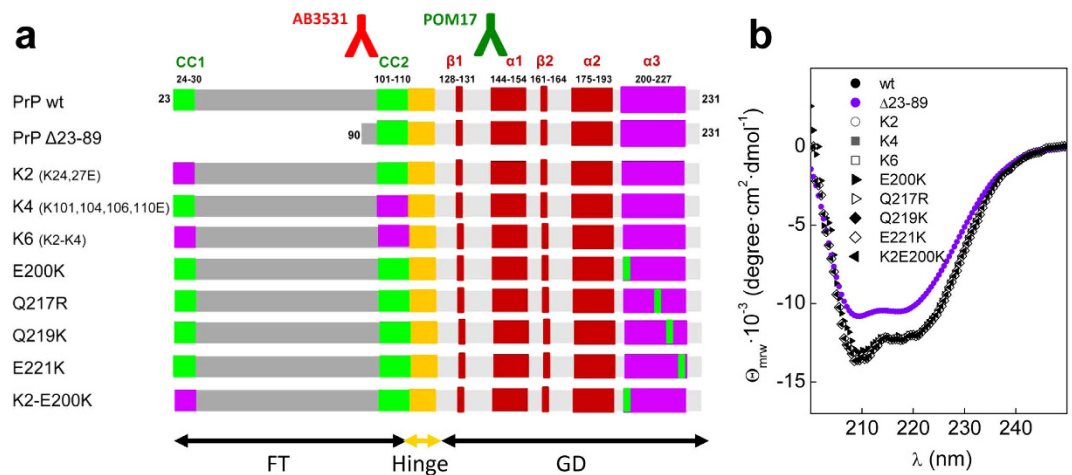 a
AB3531
POM17
CC1
24-30
CC2
101-110
β1
128-131
α1
144-154
β2
161-164
α2
175-193
α3
200-227
PrP wt
23
231
PrP Δ23-89
90
231
K2 (K24,27E)
K4 (K101,104,106,110E)
K6 (K2-K4)
E200K
Q217R
Q219K
E221K
K2-E200K
FT
Hinge
GD
b
wt
Δ23-89
K2
K4
K6
E200K
Q217R
Q219K
E221K
K2E200K
0
-5
-10
-15
Θmrw·10⁻³ (degree·cm²·dmol⁻¹)
210 220 230 240
λ (nm)